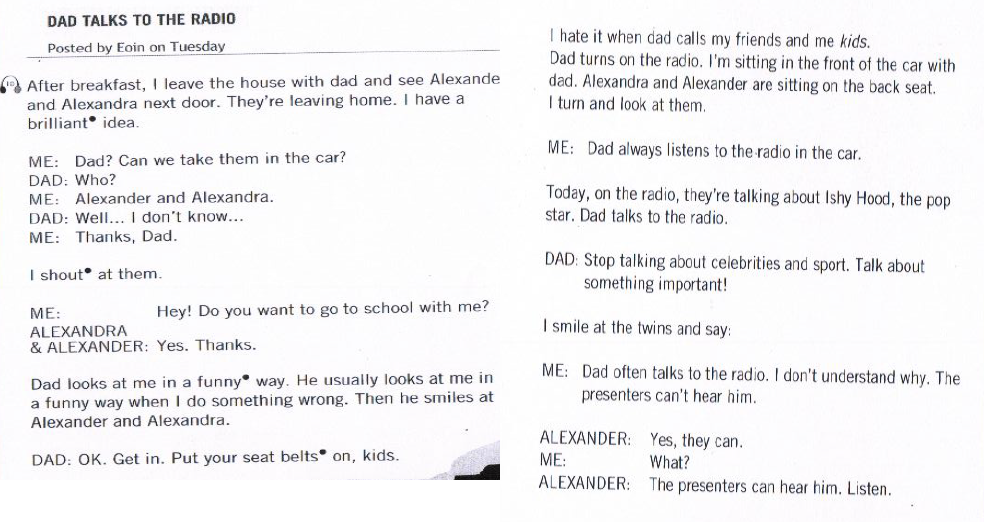 DAD TALKS TO THE RADIO
Posted by Eoin on Tuesday
After breakfast, I leave the house with dad and see Alexande
and Alexandra next door. They're leaving home. I have a
brilliant• idea.
ME: Dad? Can we take them in the car?
DAD: Who?
ME: Alexander and Alexandra.
DAD: Well... I don't know...
ME: Thanks, Dad.
I shout• at them.
ME: Hey! Do you want to go to school with me?
ALEXANDRA
& ALEXANDER: Yes. Thanks.
Dad looks at me in a funny• way. He usually looks at me in
a funny way when I do something wrong. Then he smiles at
Alexander and Alexandra.
DAD: OK. Get in. Put your seat belts• on, kids.
I hate it when dad calls my friends and me kids.
Dad turns on the radio. I'm sitting in the front of the car with
dad. Alexandra and Alexander are sitting on the back seat.
I turn and look at them.
ME: Dad always listens to the radio in the car.
Today, on the radio, they're talking about Ishy Hood, the pop
star. Dad talks to the radio.
DAD: Stop talking about celebrities and sport. Talk about
something important!
I smile at the twins and say:
ME: Dad often talks to the radio. I don't understand why. The
presenters can't hear him.
ALEXANDER: Yes, they can.
ME: What?
ALEXANDER: The presenters can hear him. Listen.